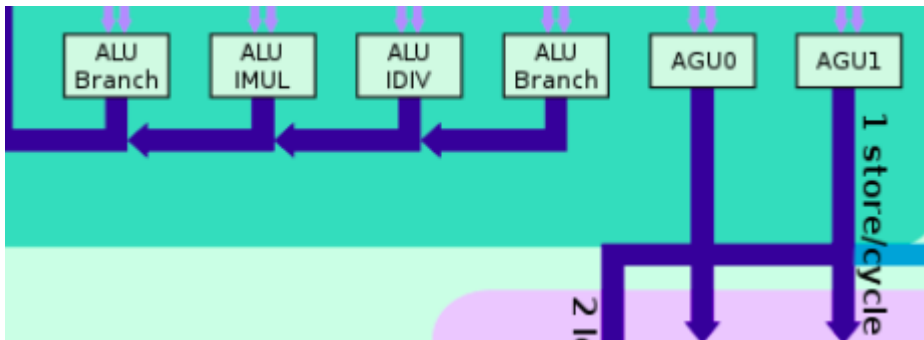 ALU
Branch
ALU
IMUL
ALU
IDIV
ALU
Branch
AGU0
AGU1
1 store/cycle
2